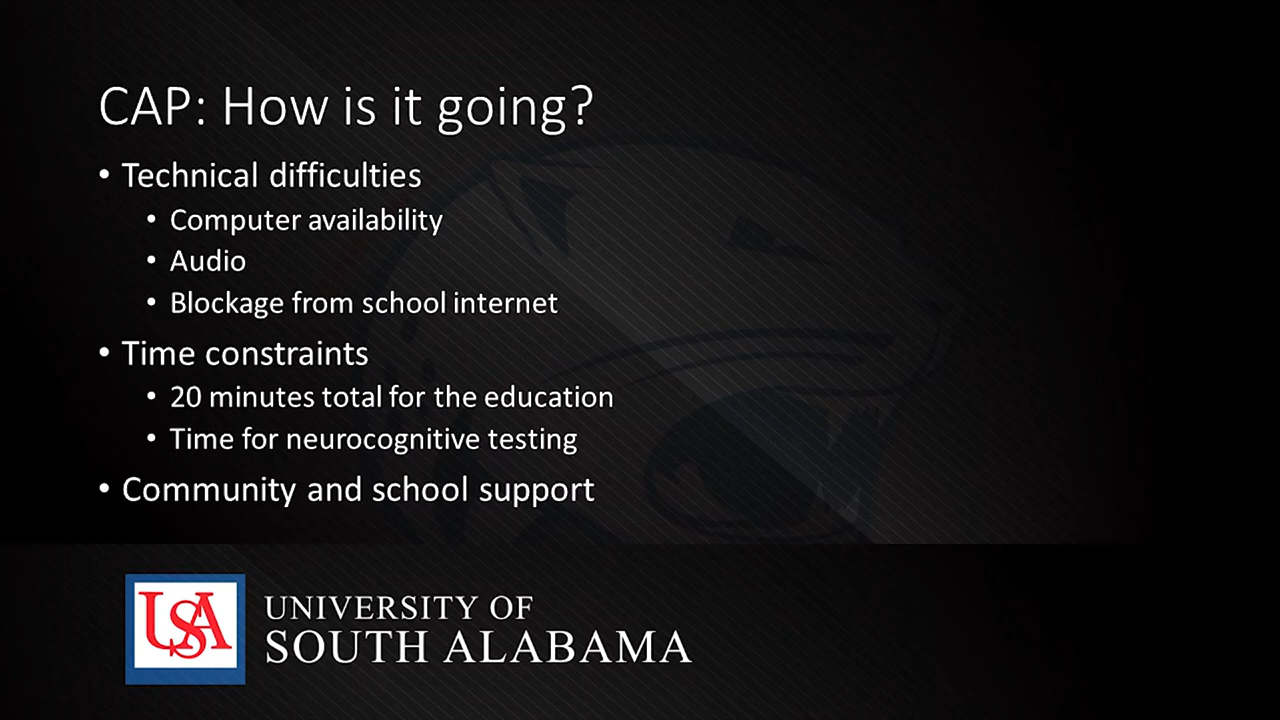 CAP: How is it going?
• Technical difficulties
• Computer availability
• Audio
• Blockage from school internet
• Time constraints
• 20 minutes total for the education
• Time for neurocognitive testing
• Community and school support
USA
UNIVERSITY OF
SOUTH ALABAMA